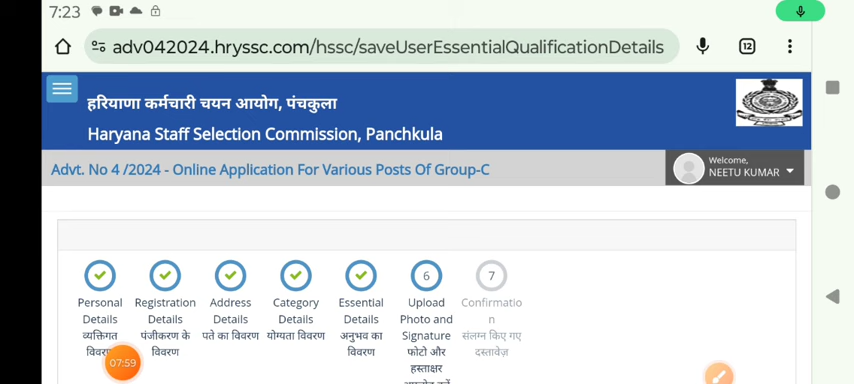 7:23
adv042024.hryssc.com/hssc/saveUserEssentialQualificationDetails
12
हरियाणा कर्मचारी चयन आयोग, पंचकुला
Haryana Staff Selection Commission, Panchkula
Advt. No 4 /2024 - Online Application For Various Posts Of Group-C
Welcome,
NEETU KUMAR
6
7
Personal
Details
व्यक्तिगत
Registration
Details
पंजीकरण के
विवरण
Address
Details
पते का विवरण
Category
Details
योग्यता विवरण
Essential
Details
अनुभव का
विवरण
Upload
Photo and
Signature
फोटो और
हस्ताक्षर
Confirmatio
n
संलग्न किए गए
दस्तावेज़
07:59